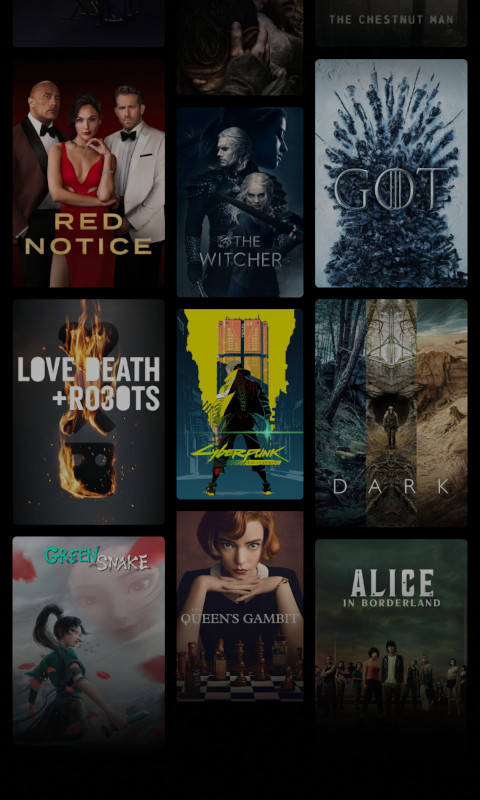 THE CHESTNUT MAN
RED
NOTICE
THE
WITCHER
GOT
LOVE DEATH
+RO3OTS
CYBERPUNK
DARK
GREEN
SNAKE
QUEEN'S GAMBIT
ALICE
IN BORDERLAND